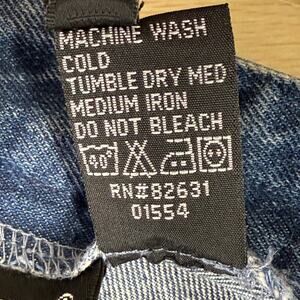 MACHINE WASH
COLD
TUMBLE DRY MED
MEDIUM IRON
DO NOT BLEACH
RN#82631
01554